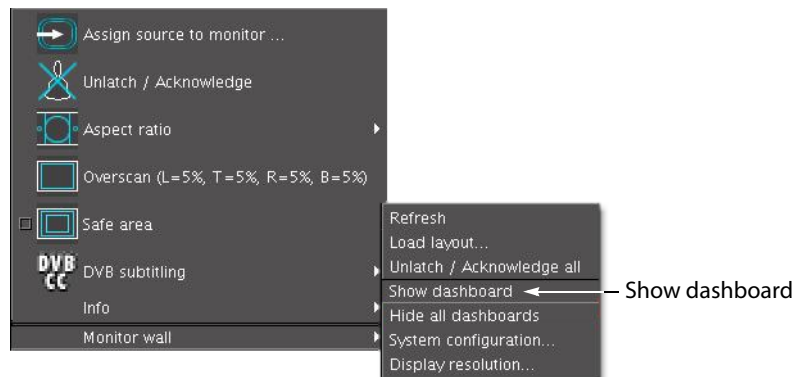 Assign source to monitor ...
Unlatch / Acknowledge
Aspect ratio
Overscan (L=5%, T=5%, R=5%, B=5%)
Safe area
DVB
CC
DVB subtitling
Info
Monitor wall
Refresh
Load layout...
Unlatch / Acknowledge all
Show dashboard
Hide all dashboards
System configuration...
Display resolution...
Show dashboard